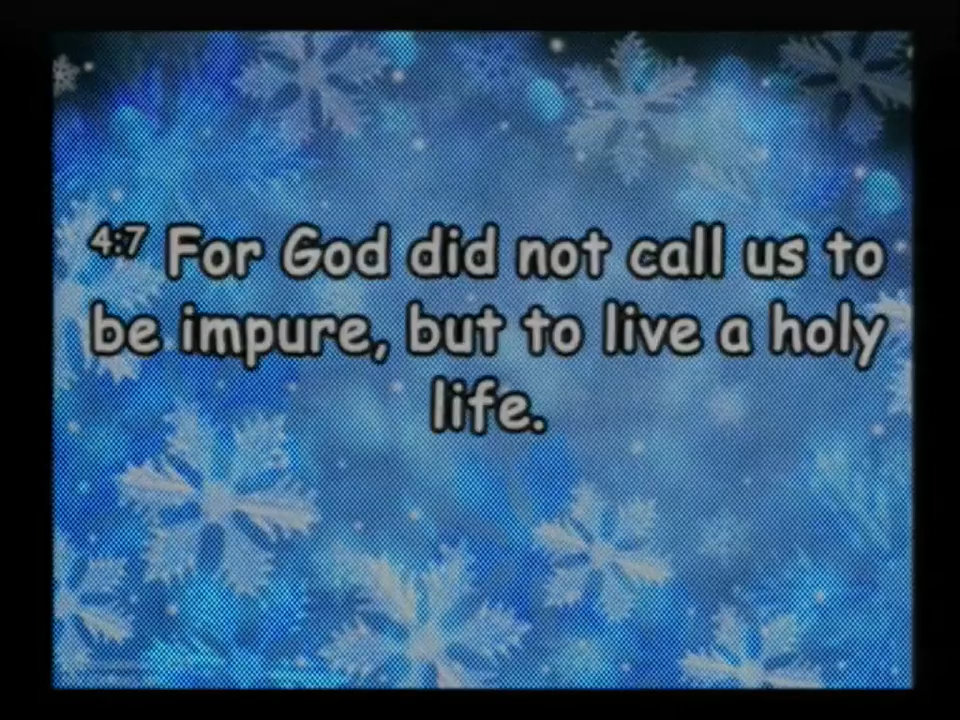 4:7 For God did not call us to
be impure, but to live a holy
life.